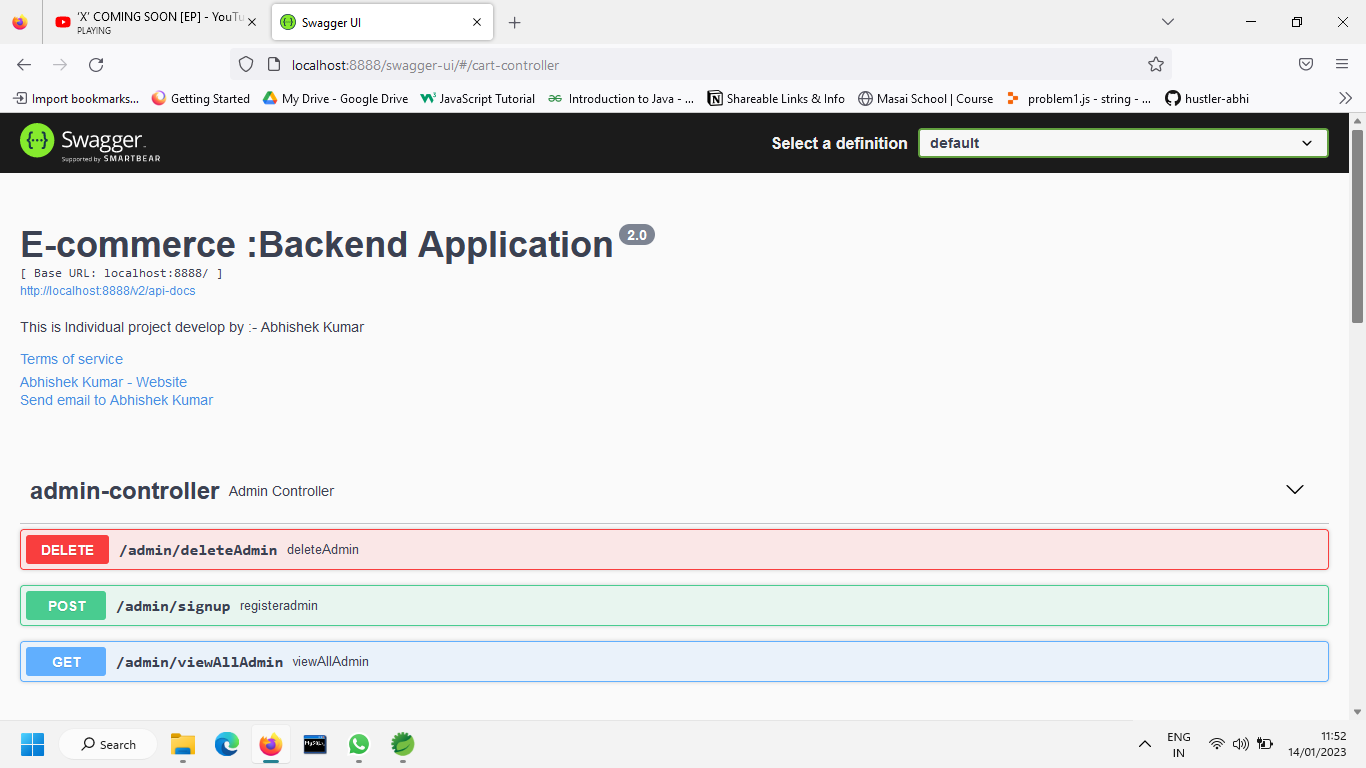 'X' COMING SOON [EP] - YouTu
PLAYING
Swagger UI
localhost:8888/swagger-ui/#/cart-controller
Import bookmarks... Getting Started My Drive - Google Drive JavaScript Tutorial Introduction to Java - ... Shareable Links & Info Masai School | Course problem1.js - string - ... hustler-abhi
Swagger
Supported by SMARTBEAR
Select a definition default
E-commerce :Backend Application 2.0
[ Base URL: localhost:8888/ ]
http://localhost:8888/v2/api-docs
This is Individual project develop by :- Abhishek Kumar
Terms of service
Abhishek Kumar - Website
Send email to Abhishek Kumar
admin-controller Admin Controller
DELETE /admin/deleteAdmin deleteAdmin
POST /admin/signup registeradmin
GET /admin/viewAllAdmin viewAllAdmin
Search
ENG
IN
11:52
14/01/2023